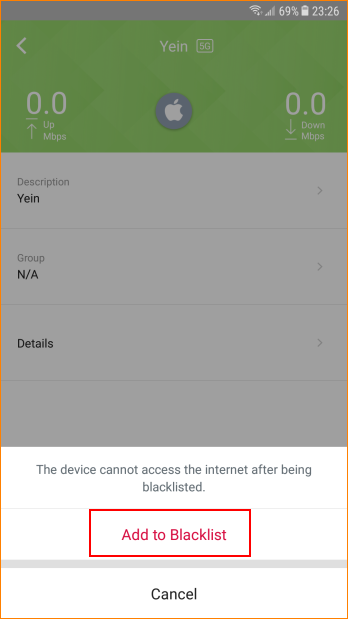 69% 23:26
Yein 5G
0.0
Up
Mbps
0.0
Down
Mbps
Description
Yein
Group
N/A
Details
The device cannot access the internet after being
blacklisted.
Add to Blacklist
Cancel